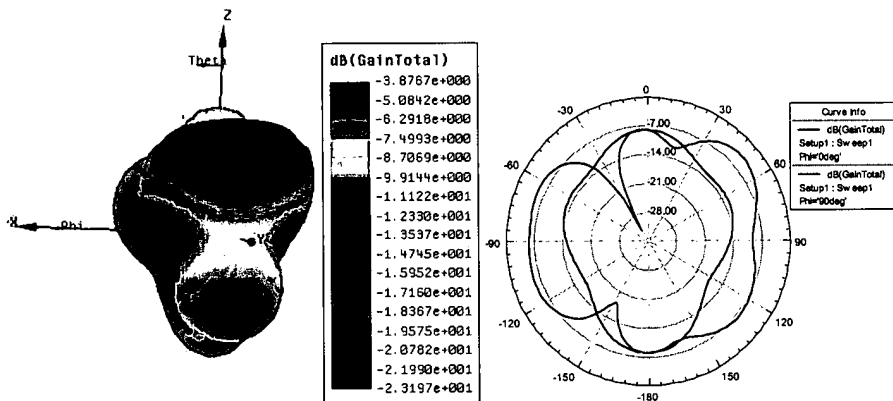 Z
Theta
-X
Phi
Y
dB(GainTotal)
-3.8767e+000
-5.0842e+000
-6.2918e+000
-7.4993e+000
-8.7069e+000
-9.9144e+000
-1.1122e+001
-1.2330e+001
-1.3537e+001
-1.4745e+001
-1.5952e+001
-1.7160e+001
-1.8367e+001
-1.9575e+001
-2.0782e+001
-2.1990e+001
-2.3197e+001
0
-30
30
-7.00
-60
-14.00
60
-21.00
-28.00
-90
90
-120
120
-150
150
-180
Curve Info
dB(GainTotal)
Setup1 : Sweep1
Phi='0deg'
dB(GainTotal)
Setup1 : Sweep1
Phi='90deg'